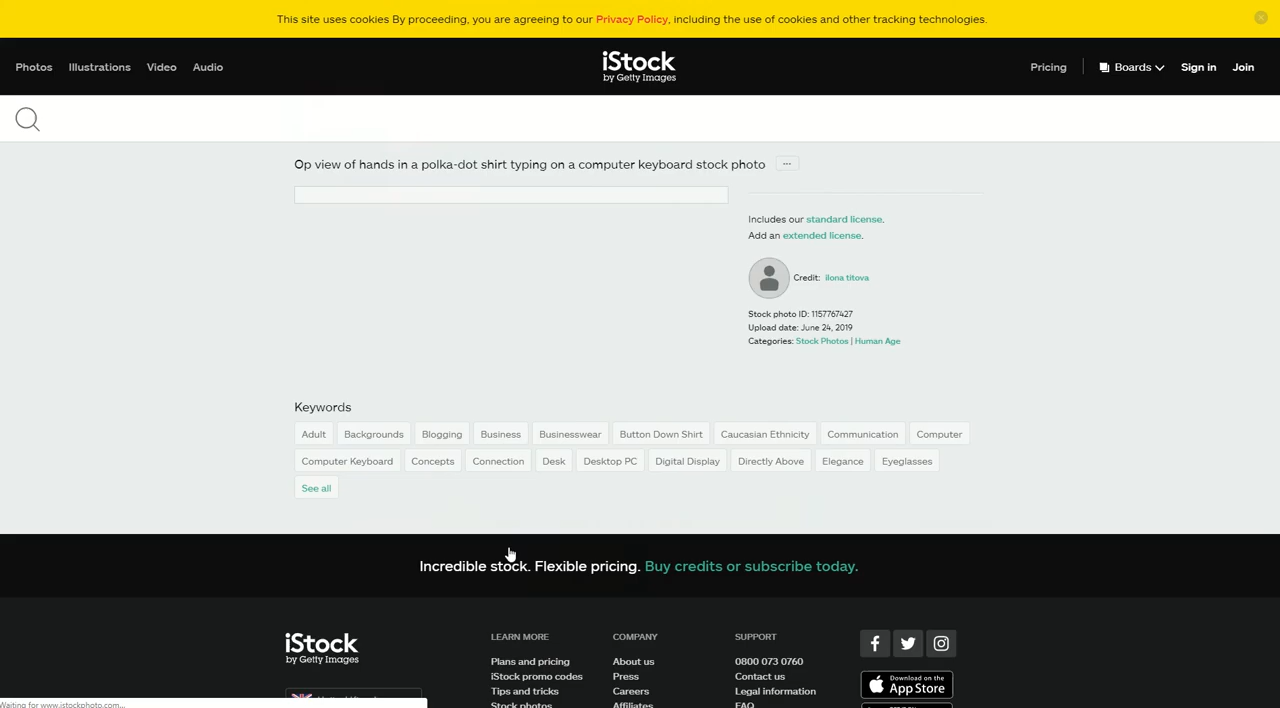 This site uses cookies By proceeding, you are agreeing to our Privacy Policy, including the use of cookies and other tracking technologies.
Photos Illustrations Video Audio
iStock
by Getty Images
Pricing Boards Sign in Join
Op view of hands in a polka-dot shirt typing on a computer keyboard stock photo ...
Includes our standard license.
Add an extended license.
Credit: ilona titova
Stock photo ID: 1157767427
Upload date: June 24, 2019
Categories: Stock Photos | Human Age
Keywords
Adult Backgrounds Blogging Business Businesswear Button Down Shirt Caucasian Ethnicity Communication Computer
Computer Keyboard Concepts Connection Desk Desktop PC Digital Display Directly Above Elegance Eyeglasses
See all
Incredible stock. Flexible pricing. Buy credits or subscribe today.
iStock
by Getty Images
LEARN MORE
Plans and pricing
iStock promo codes
Tips and tricks
Stock photos
COMPANY
About us
Press
Careers
Affiliates
SUPPORT
0800 073 0760
Contact us
Legal information
FAQ
Download on the
App Store
Waiting for www.istockphoto.com...